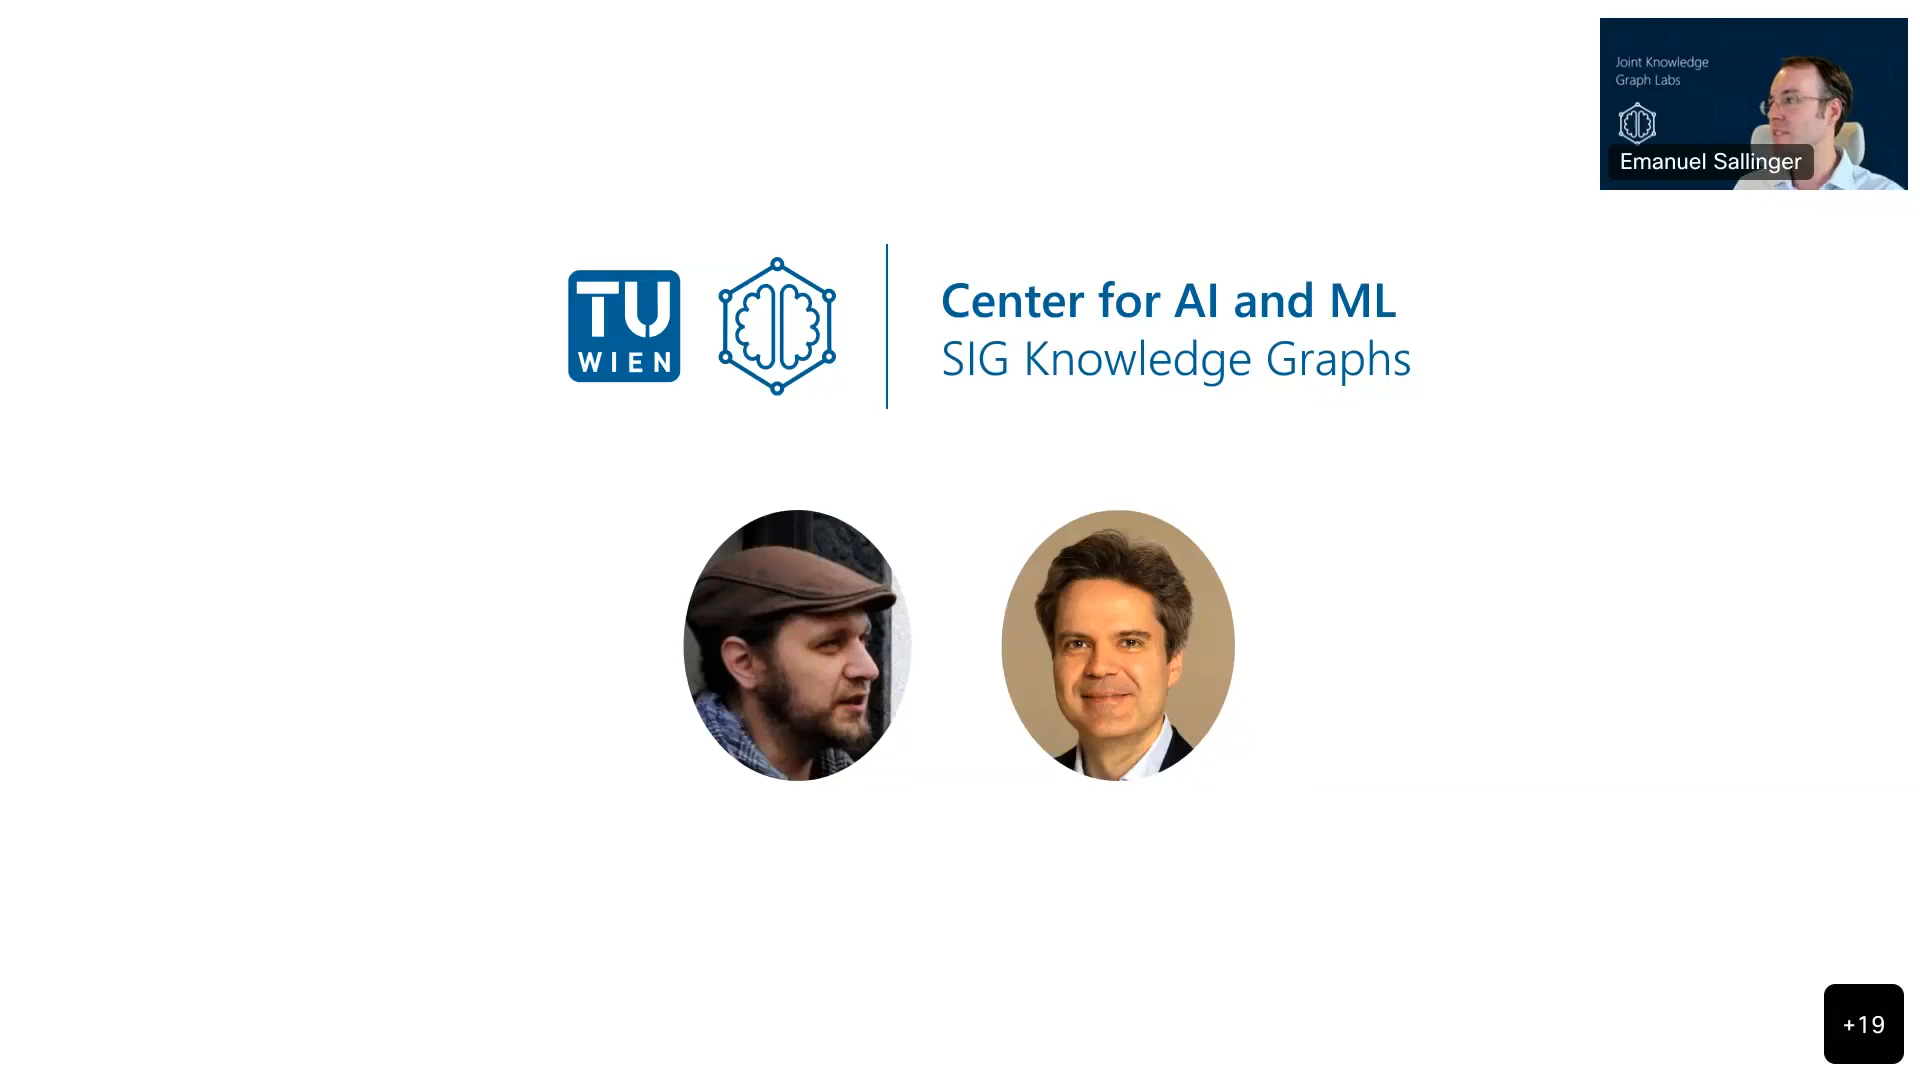 Joint Knowledge
Graph Labs
Emanuel Sallinger
TU
WIEN
Center for AI and ML
SIG Knowledge Graphs
+19